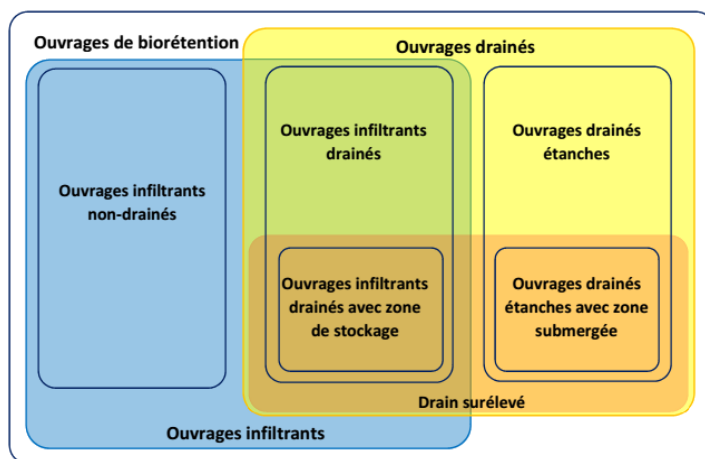 Ouvrages de biorétention
Ouvrages drainés
Ouvrages infiltrants
non-drainés
Ouvrages infiltrants
drainés
Ouvrages drainés
étanches
Ouvrages infiltrants
drainés avec zone
de stockage
Ouvrages drainés
étanches avec zone
submergée
Drain surélevé
Ouvrages infiltrants